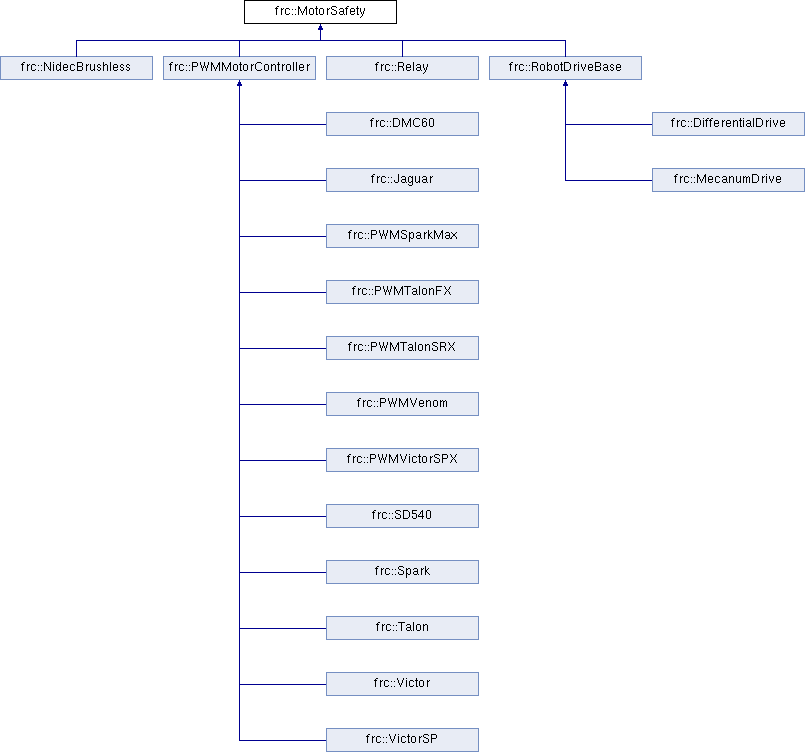 frc::MotorSafety
frc::NidecBrushless
frc::PWMMotorController
frc::Relay
frc::RobotDriveBase
frc::DMC60
frc::DifferentialDrive
frc::Jaguar
frc::MecanumDrive
frc::PWMSparkMax
frc::PWMTalonFX
frc::PWMTalonSRX
frc::PWMVenom
frc::PWMVictorSPX
frc::SD540
frc::Spark
frc::Talon
frc::Victor
frc::VictorSP